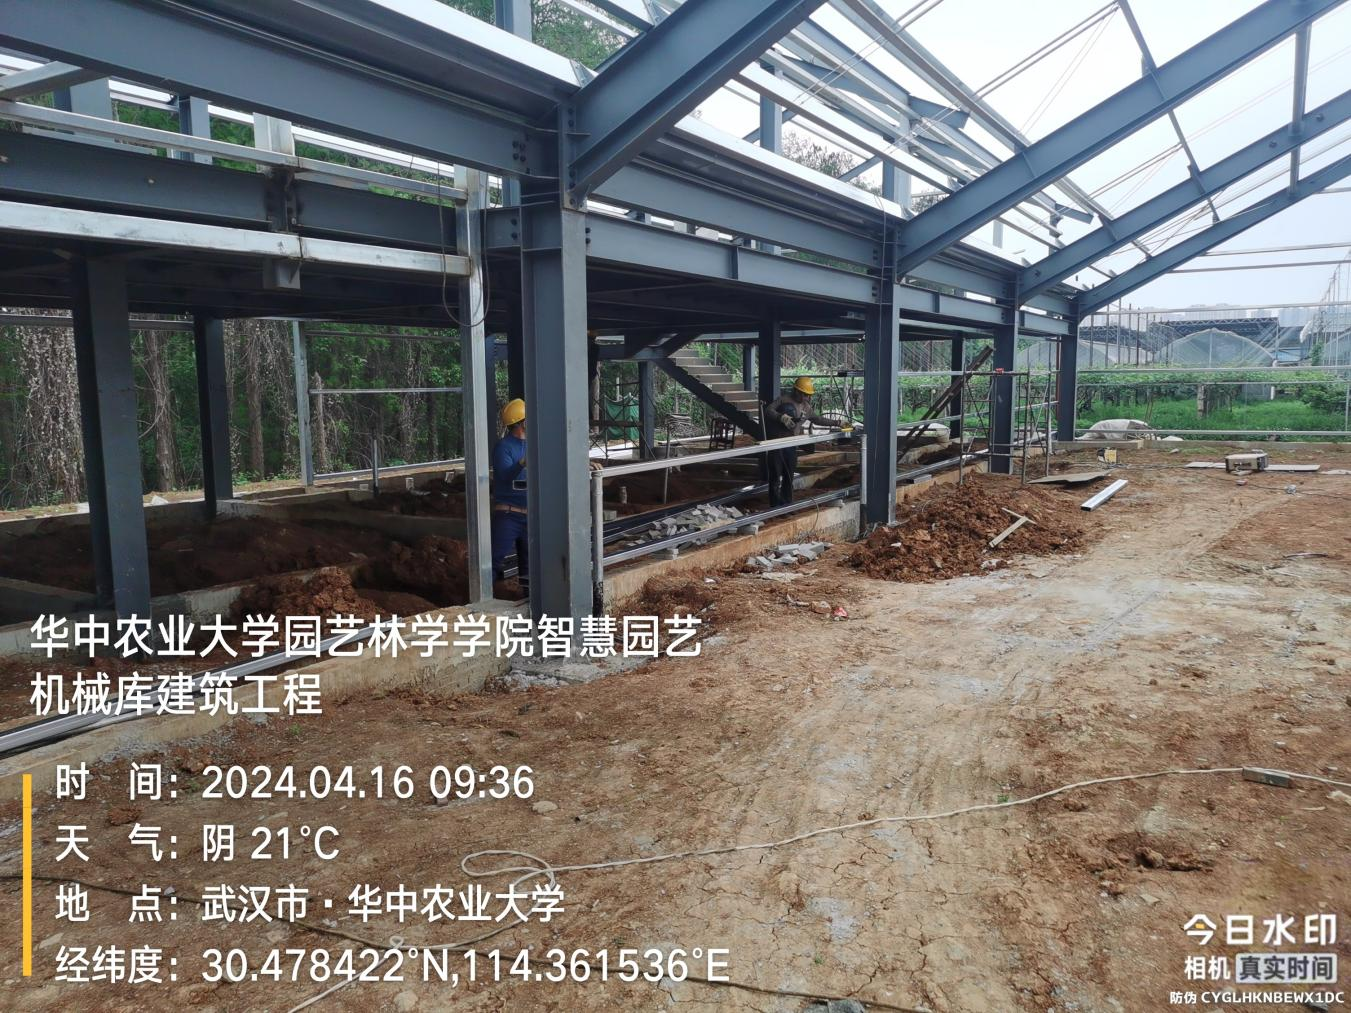 华中农业大学园艺林学学院智慧园艺
机械库建筑工程
时 间：2024.04.16 09:36
天 气：阴 21℃
地 点：武汉市·华中农业大学
经纬度：30.478422°N,114.361536°E
今日水印
相机 真实时间
防伪 CYGLHKNBEWX1DC